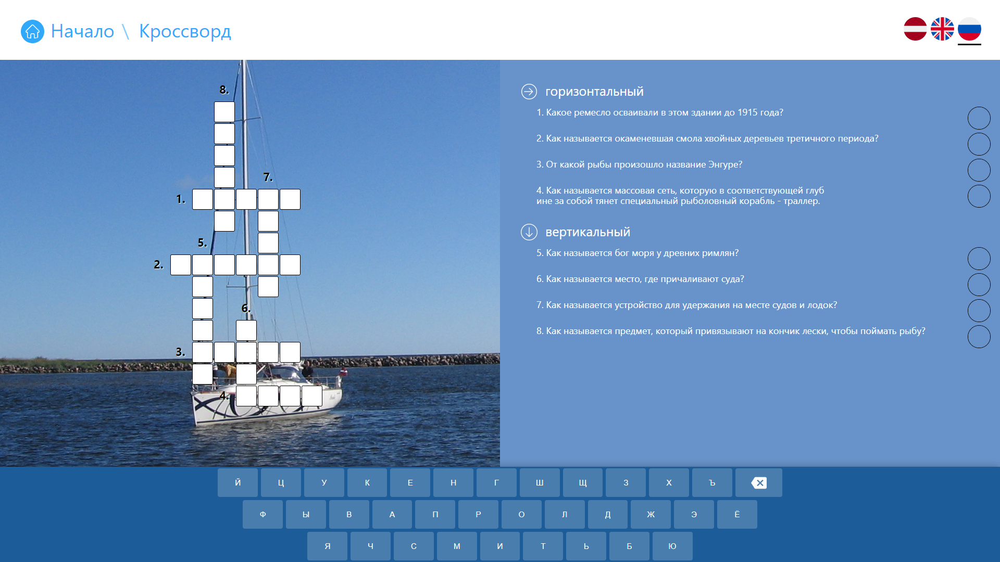 Начало \ Кроссворд
8.
7.
1.
5.
2.
6.
3.
4.
горизонтальный
1. Какое ремесло осваивали в этом здании до 1915 года?
2. Как называется окаменевшая смола хвойных деревьев третичного периода?
3. От какой рыбы произошло название Энгуре?
4. Как называется массовая сеть, которую в соответствующей глуб
ине за собой тянет специальный рыболовный корабль - траллер.
вертикальный
5. Как называется бог моря у древних римлян?
6. Как называется место, где причаливают суда?
7. Как называется устройство для удержания на месте судов и лодок?
8. Как называется предмет, который привязывают на кончик лески, чтобы поймать рыбу?
Й Ц У К Е Н Г Ш Щ З Х Ъ
Ф Ы В А П Р О Л Д Ж Э Ё
Я Ч С М И Т Ь Б Ю